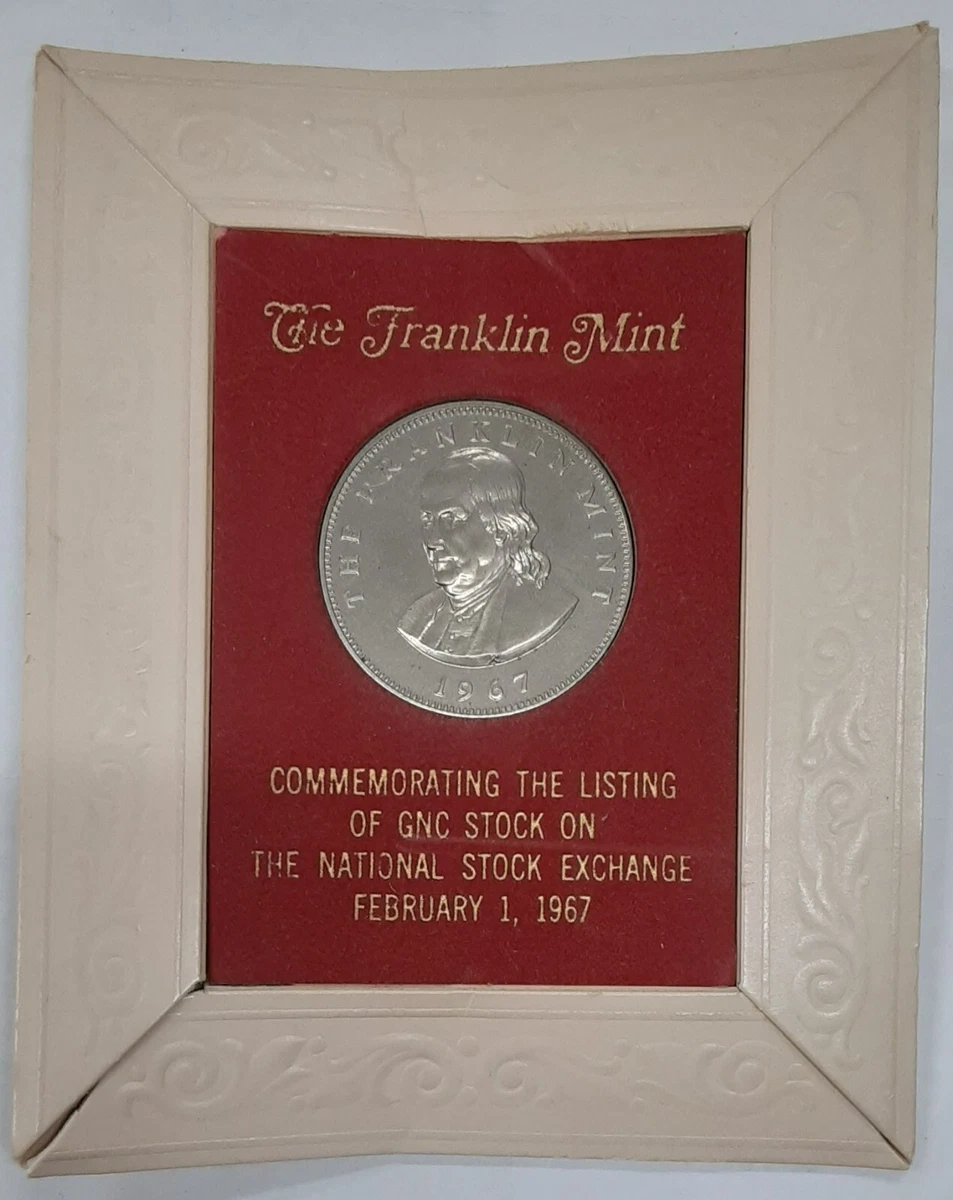 The Franklin Mint
THE FRANKLIN MINT
1967
COMMEMORATING THE LISTING
OF GNC STOCK ON
THE NATIONAL STOCK EXCHANGE
FEBRUARY 1, 1967